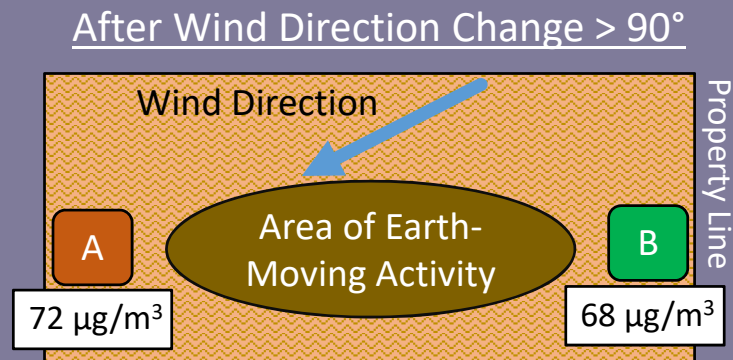 After Wind Direction Change > 90°
Wind Direction
Property Line
Area of Earth-
Moving Activity
A
B
72 µg/m³
68 µg/m³